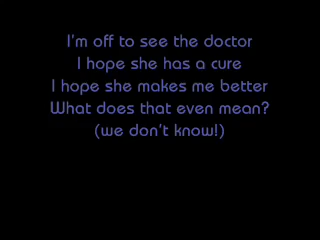 I'm off to see the doctor
I hope she has a cure
I hope she makes me better
What does that even mean?
(we don't know!)